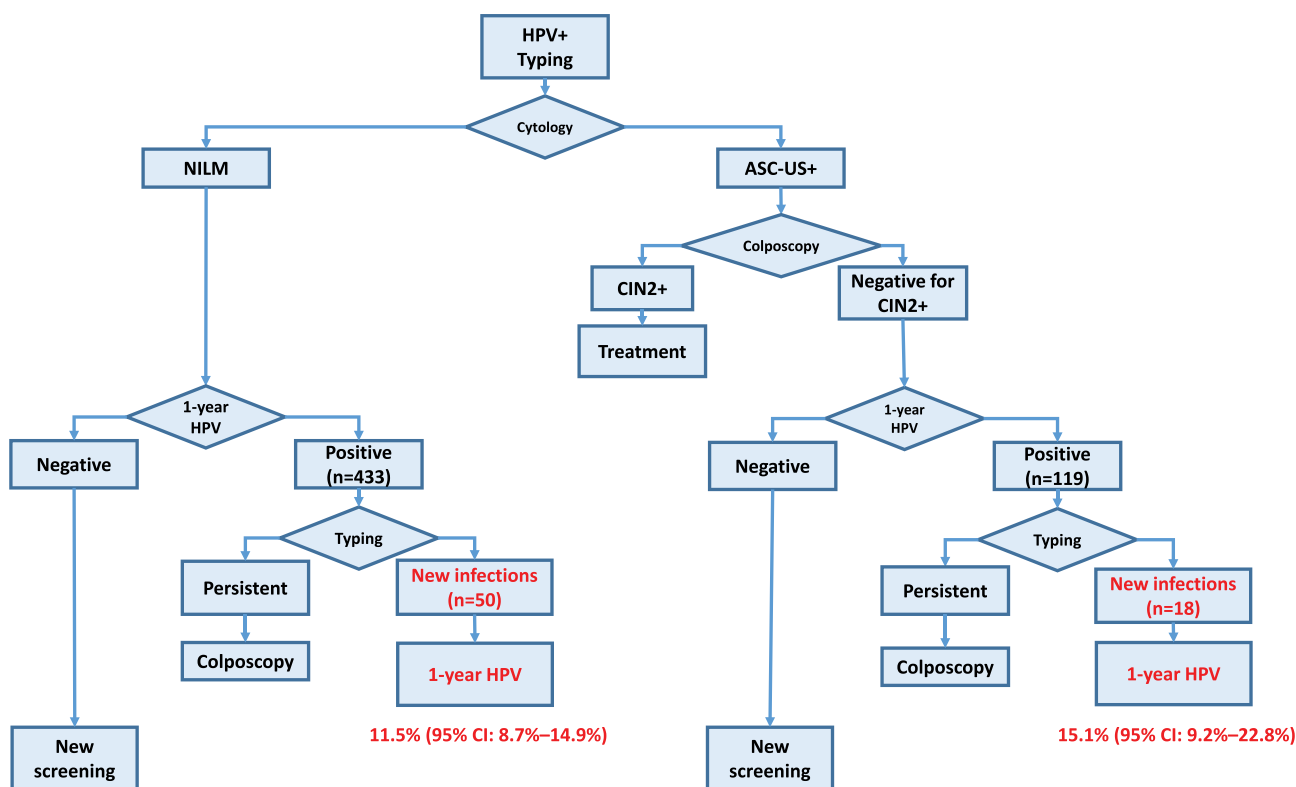 HPV+
Typing
Cytology
NILM
ASC-US+
Colposcopy
CIN2+
Negative for
CIN2+
Treatment
1-year
HPV
1-year
HPV
Negative
Positive
(n=433)
Negative
Positive
(n=119)
Typing
Typing
Persistent
New infections
(n=50)
Persistent
New infections
(n=18)
Colposcopy
1-year HPV
Colposcopy
1-year HPV
11.5% (95% CI: 8.7%–14.9%)
15.1% (95% CI: 9.2%–22.8%)
New
screening
New
screening